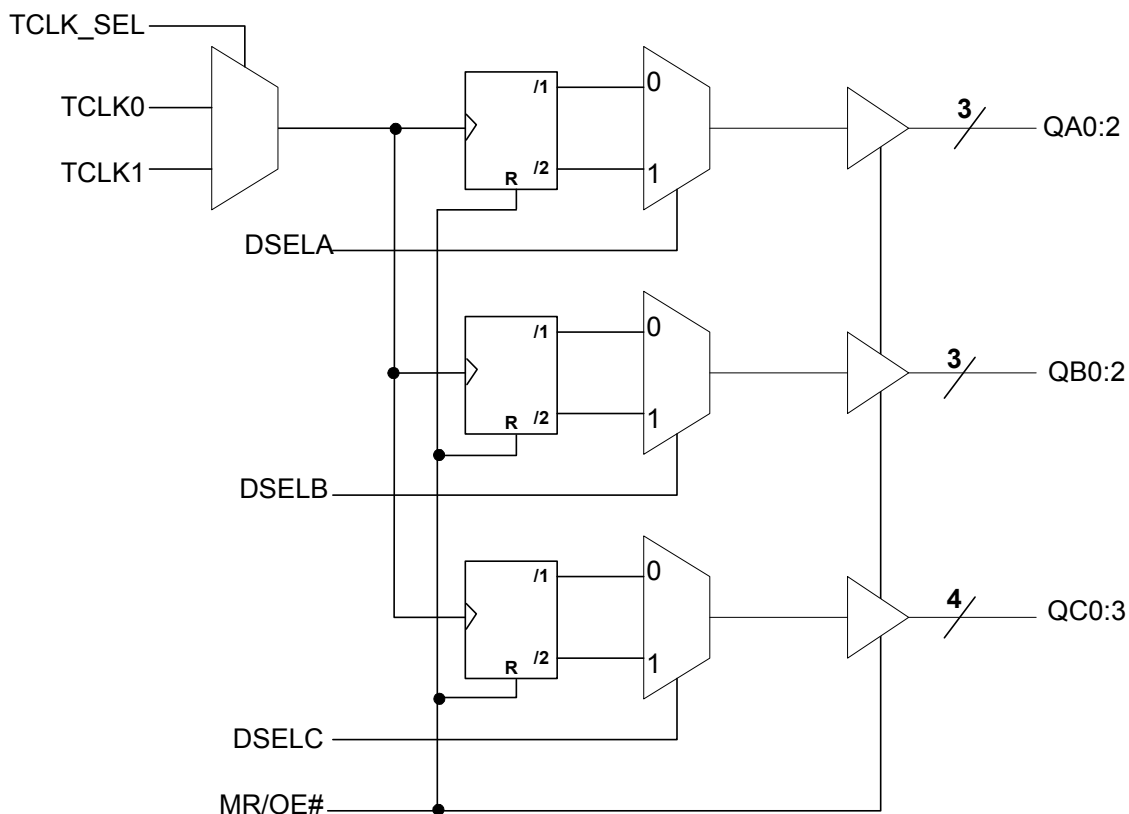 TCLK_SEL
TCLK0
TCLK1
/1
/2
R
0
1
3
QA0:2
DSELA
/1
/2
R
0
1
3
QB0:2
DSELB
/1
/2
R
0
1
4
QC0:3
DSELC
MR/OE#